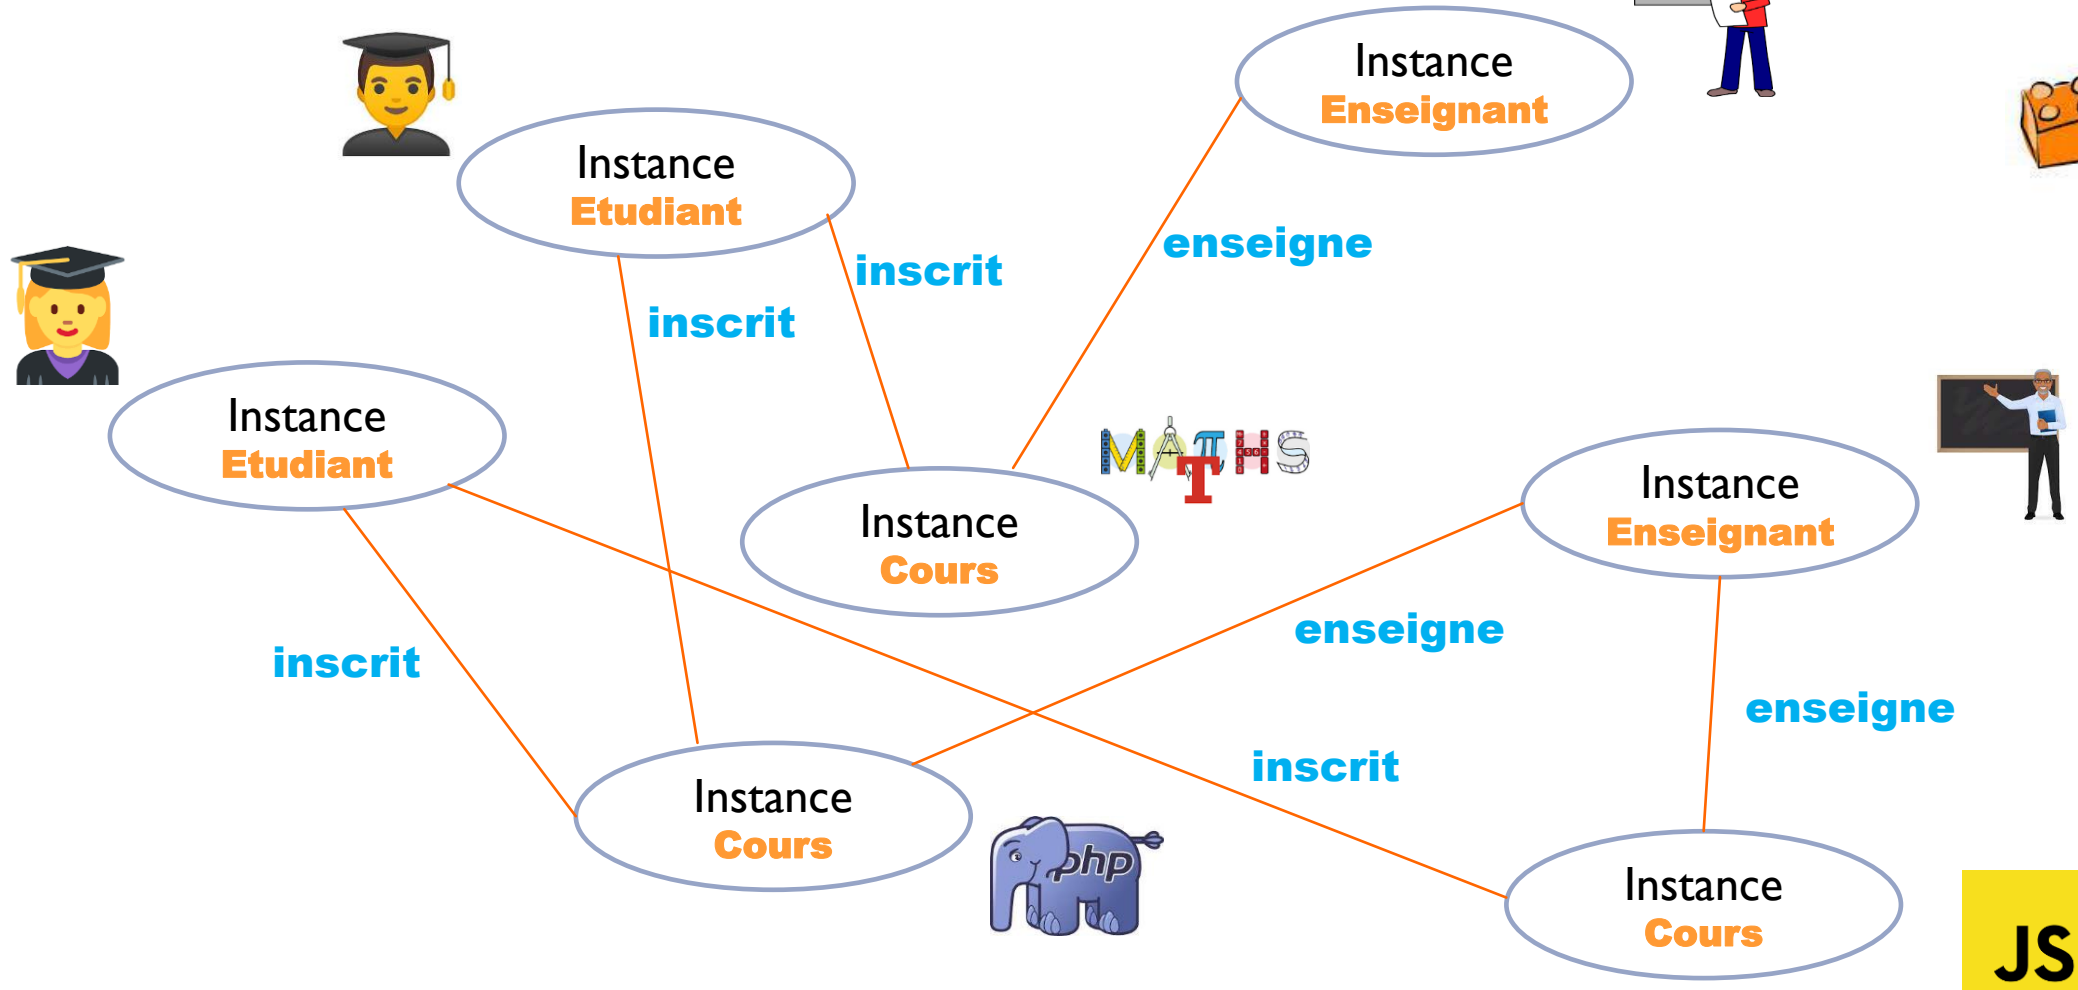 Instance
Enseignant
Instance
Etudiant
enseigne
inscrit
inscrit
Instance
Etudiant
MATHS
Instance
Enseignant
Instance
Cours
enseigne
inscrit
enseigne
inscrit
Instance
Cours
php
Instance
Cours
JS